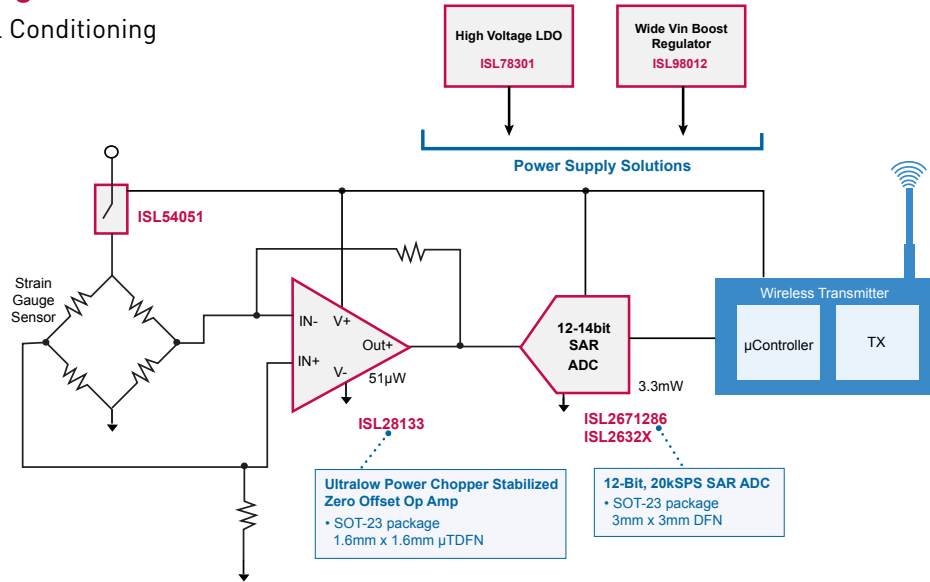 Conditioning
High Voltage LDO
ISL78301
Wide Vin Boost
Regulator
ISL98012
Power Supply Solutions
ISL54051
Strain
Gauge
Sensor
IN-
V+
IN+
Out+
V-
51µW
ISL28133
12-14bit
SAR
ADC
3.3mW
ISL2671286
ISL2632X
Wireless Transmitter
µController
TX
Ultralow Power Chopper Stabilized
Zero Offset Op Amp
• SOT-23 package
1.6mm x 1.6mm µTDFN
12-Bit, 20kSPS SAR ADC
• SOT-23 package
3mm x 3mm DFN